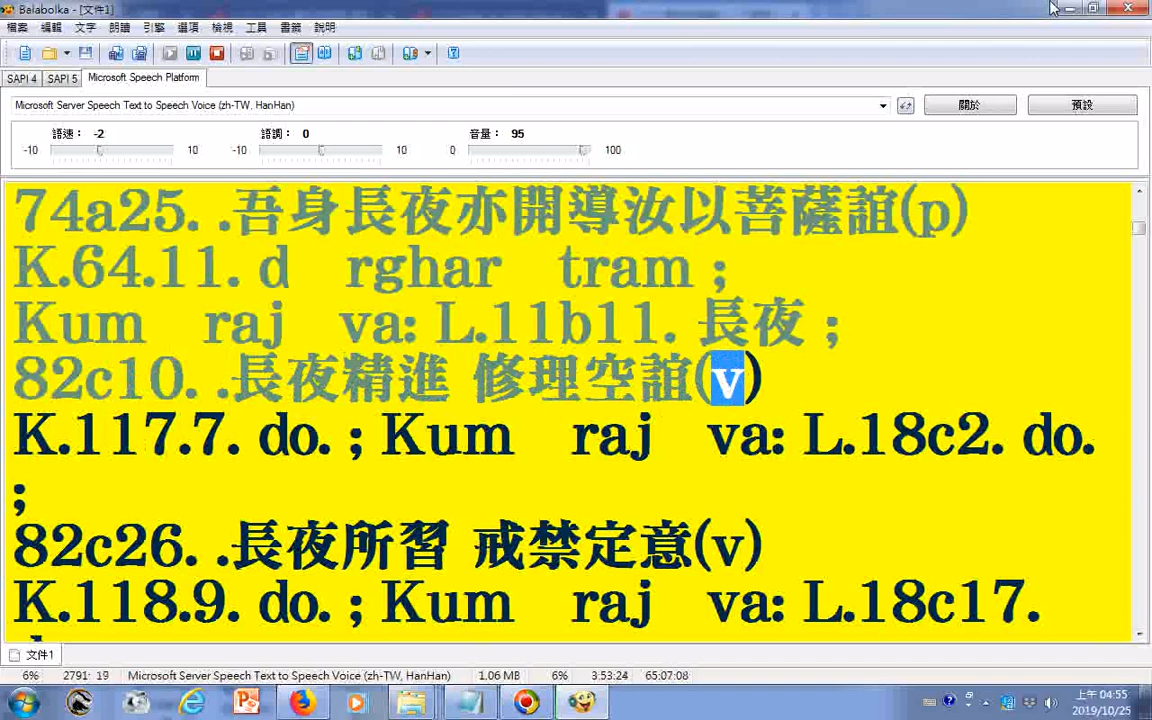 Balabolka - [文件1]
檔案 編輯 文字 朗讀 引擎 選項 檢視 工具 書籤 說明
SAPI 4 SAPI 5 Microsoft Speech Platform
Microsoft Server Speech Text to Speech Voice (zh-TW, HanHan) 關於 預設
語速： -2 語調： 0 音量： 95
-10 10 -10 10 0 100
74a25. .吾身長夜亦開導汝以菩薩誼(p)
K.64.11. d rghar tram ;
Kum raj va: L.11b11. 長夜 ;
82c10. .長夜精進 修理空誼(v)
K.117.7. do. ; Kum raj va: L.18c2. do.
;
82c26. .長夜所習 戒禁定意(v)
K.118.9. do. ; Kum raj va: L.18c17.
文件1
6% 2791: 19 Microsoft Server Speech Text to Speech Voice (zh-TW, HanHan) 1.06 MB 6% 3:53:24 65:07:08
上午 04:55
2019/10/25